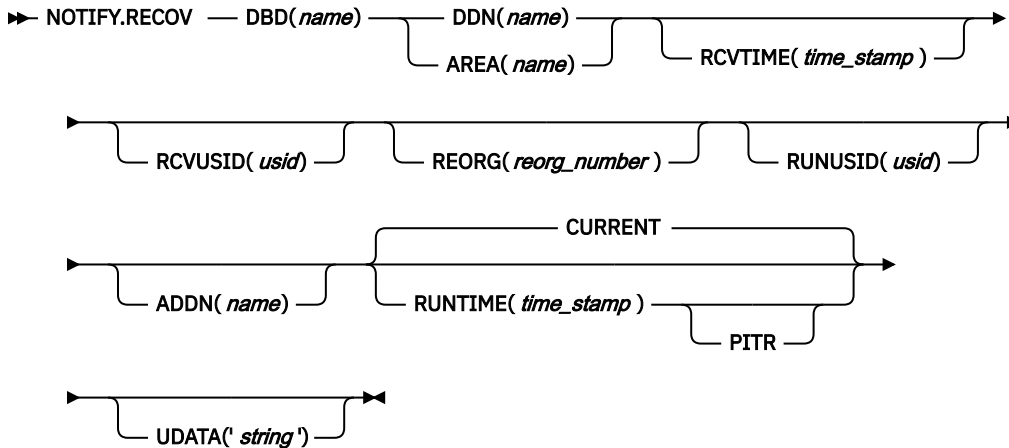 NOTIFY.RECOV DBD(name) DDN(name)
AREA(name) RCVTIME(time_stamp)
RCVUSID(usid) REORG(reorg_number) RUNUSID(usid)
CURRENT
ADDN(name) RUNTIME(time_stamp)
PITR
UDATA('string')